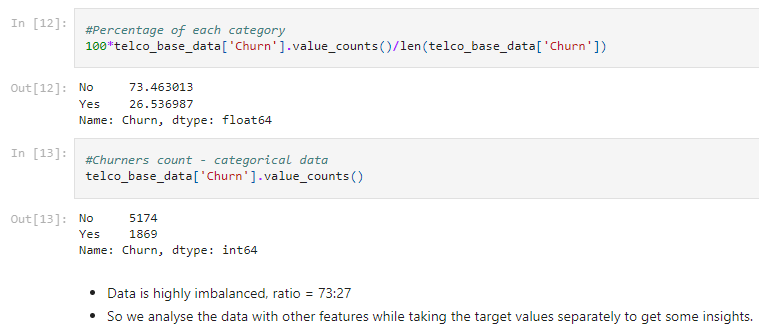 In [12]:
#Percentage of each category
100*telco_base_data['Churn'].value_counts()/len(telco_base_data['Churn'])
Out[12]: No     73.463013
Yes    26.536987
Name: Churn, dtype: float64
In [13]:
#Churners count - categorical data
telco_base_data['Churn'].value_counts()
Out[13]: No     5174
Yes    1869
Name: Churn, dtype: int64
• Data is highly imbalanced, ratio = 73:27
• So we analyse the data with other features while taking the target values separately to get some insights.